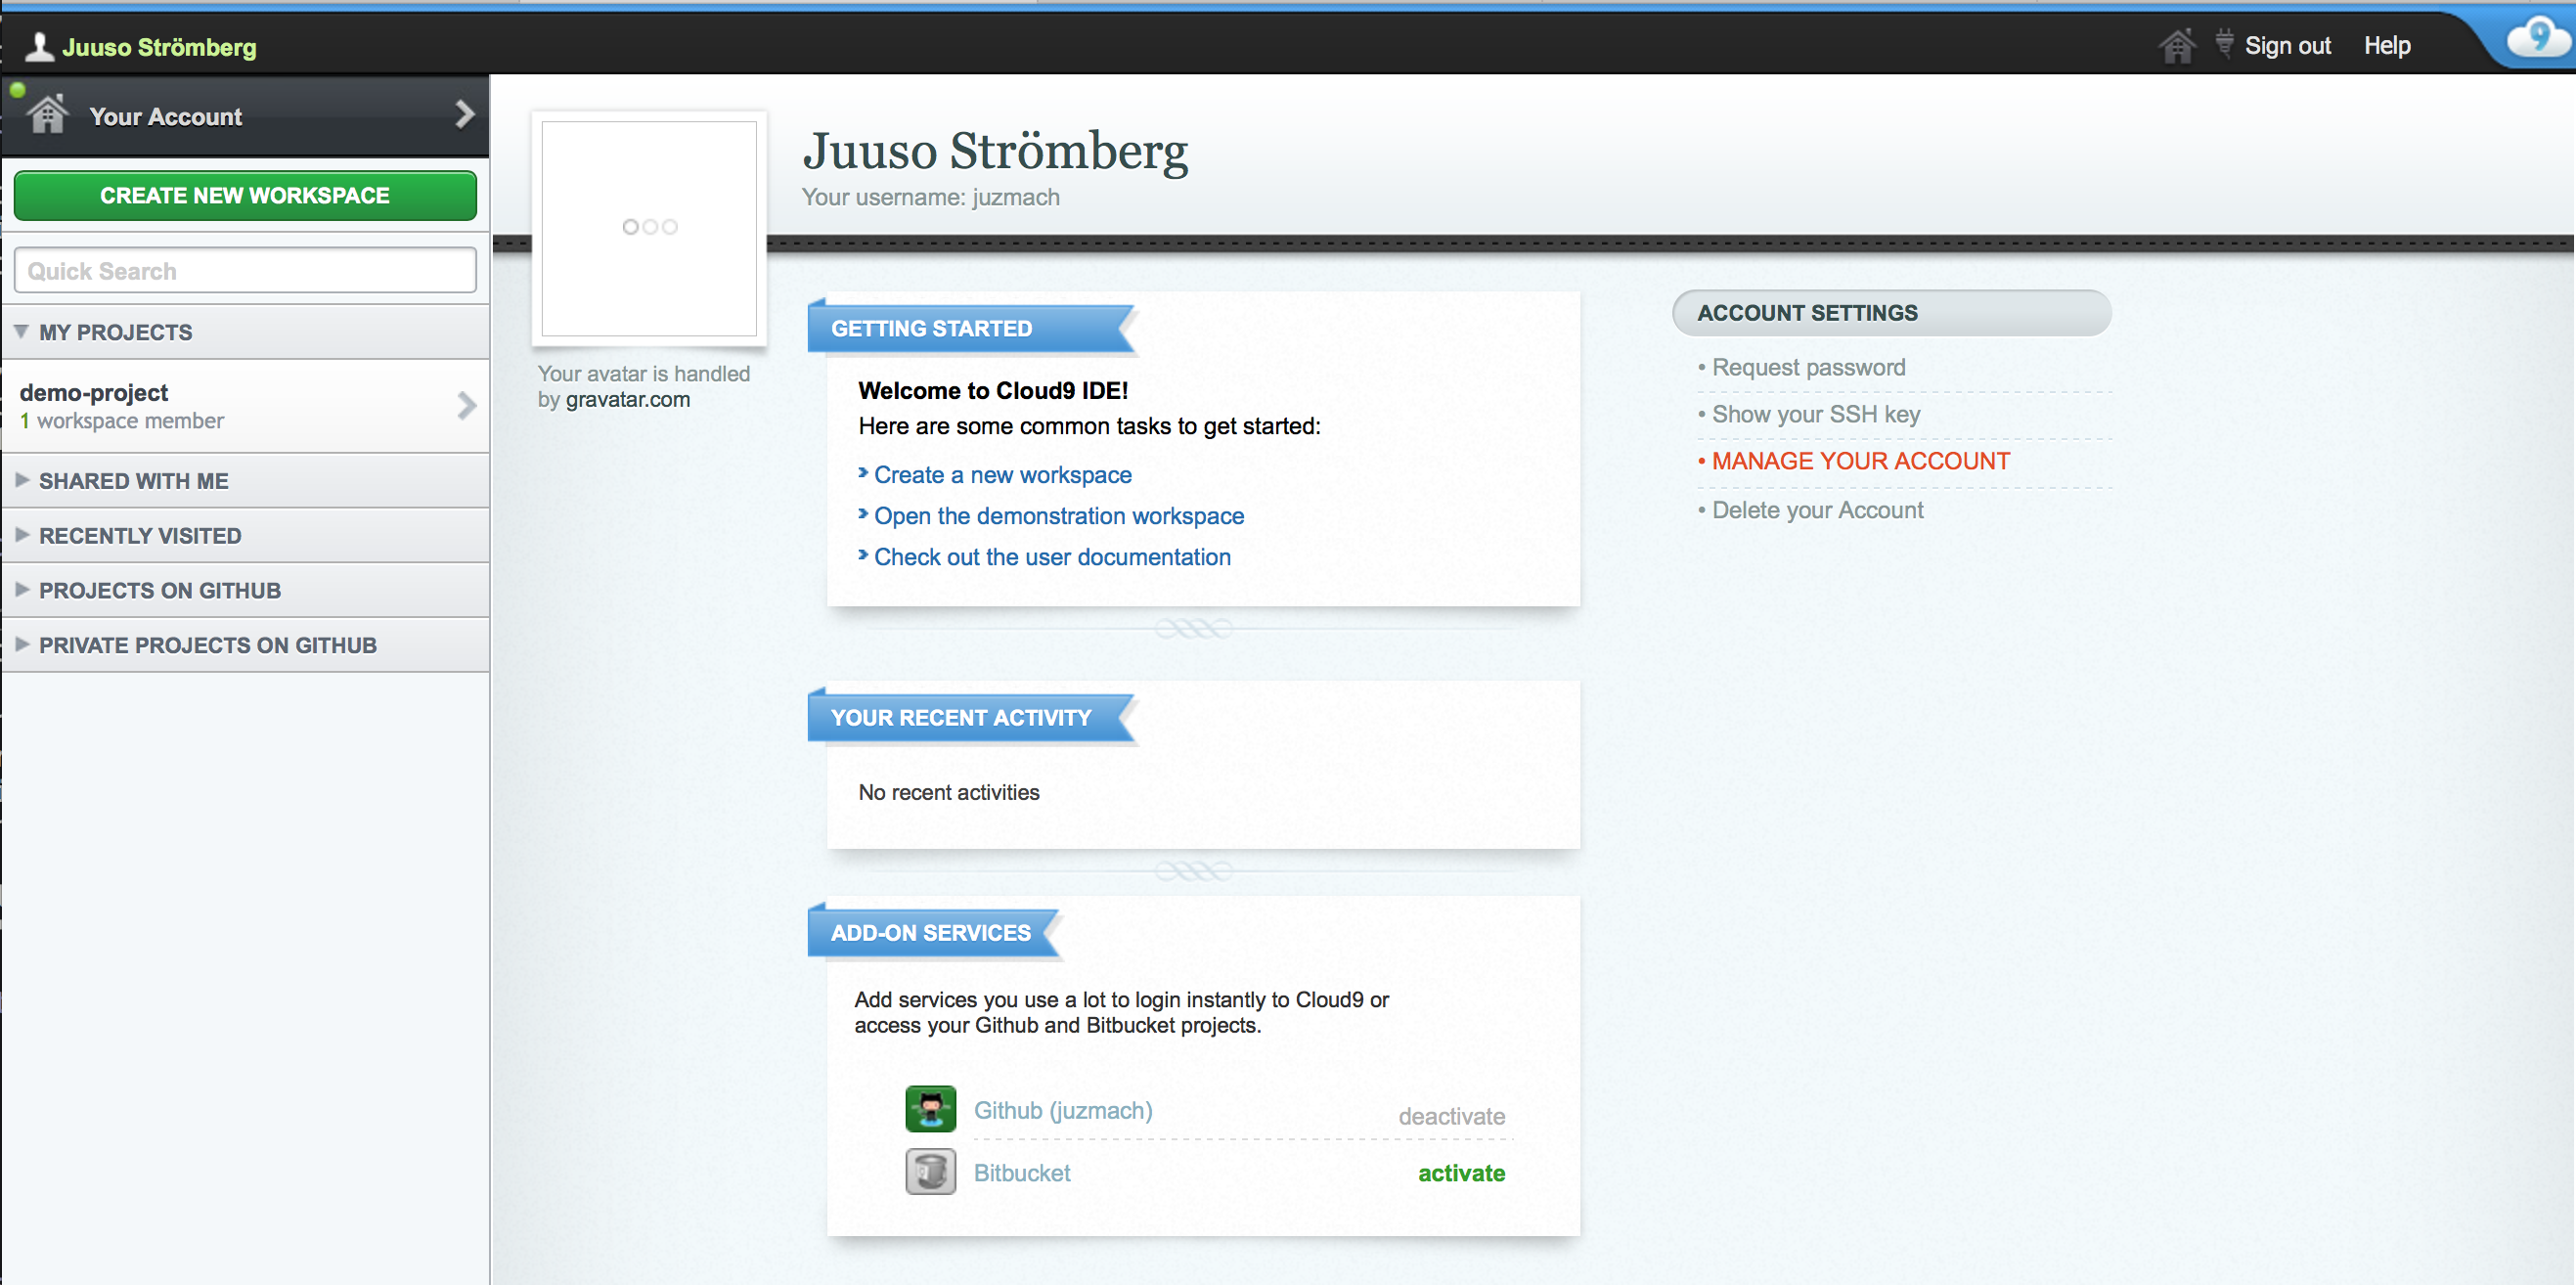 Juuso Strömberg
Sign out Help
9
Your Account
CREATE NEW WORKSPACE
Quick Search
MY PROJECTS
demo-project
1 workspace member
SHARED WITH ME
RECENTLY VISITED
PROJECTS ON GITHUB
PRIVATE PROJECTS ON GITHUB
Juuso Strömberg
Your username: juzmach
Your avatar is handled
by gravatar.com
GETTING STARTED
Welcome to Cloud9 IDE!
Here are some common tasks to get started:
Create a new workspace
Open the demonstration workspace
Check out the user documentation
YOUR RECENT ACTIVITY
No recent activities
ADD-ON SERVICES
Add services you use a lot to login instantly to Cloud9 or
access your Github and Bitbucket projects.
Github (juzmach) deactivate
Bitbucket activate
ACCOUNT SETTINGS
• Request password
• Show your SSH key
• MANAGE YOUR ACCOUNT
• Delete your Account